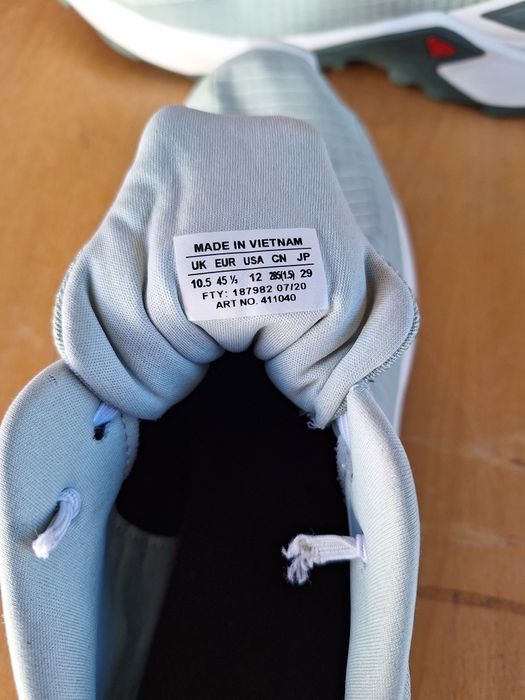 MADE IN VIETNAM
UK EUR USA CN JP
10.5 45 ⅓ 12 285(1.5) 29
FTY: 187982 07/20
ART NO. 411040